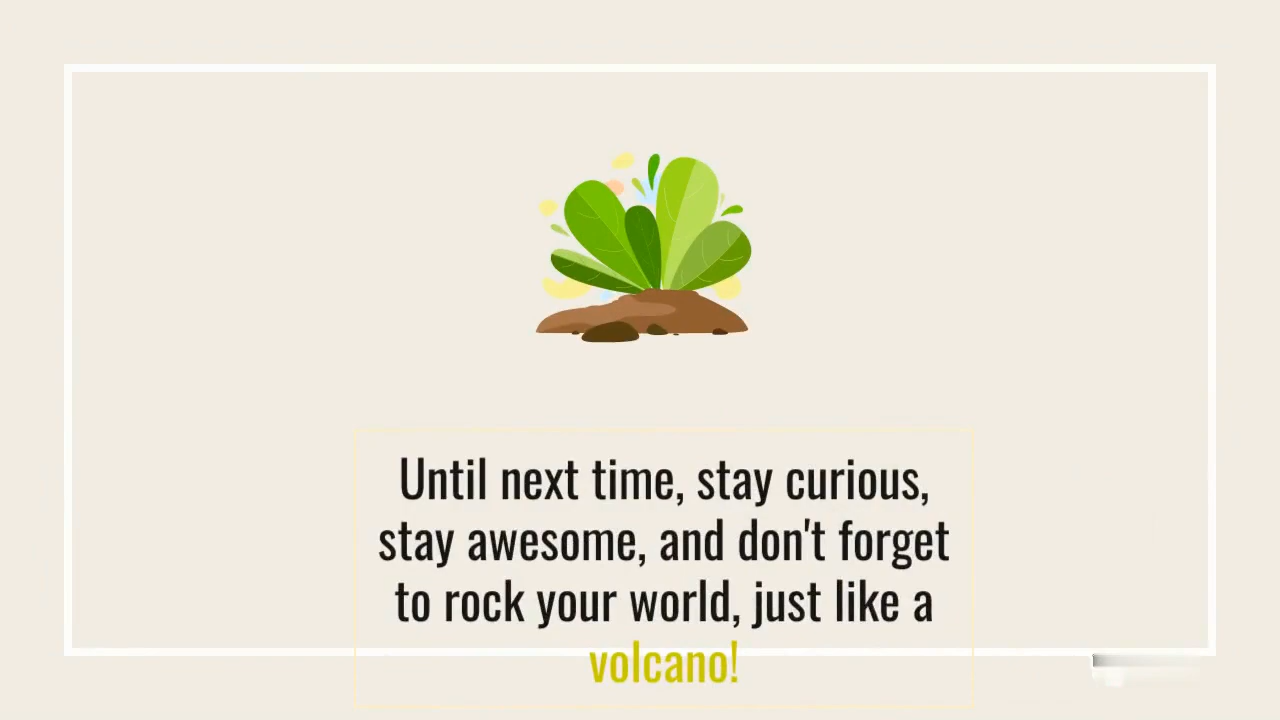 Until next time, stay curious,
stay awesome, and don't forget
to rock your world, just like a
volcano!